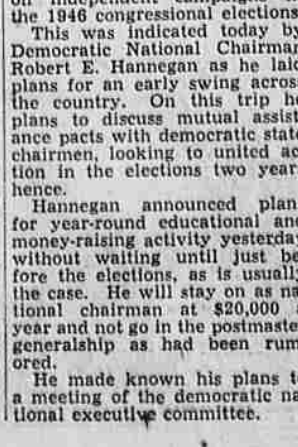 on independent campaigns
the 1946 congressional elections
This was indicated today by
Democratic National Chairman
Robert E. Hannegan as he laid
plans for an early swing across
the country. On this trip he
plans to discuss mutual assist
ance pacts with democratic state
chairmen, looking to united ac
tion in the elections two years
hence.
Hannegan announced plans
for year-round educational and
money-raising activity yesterday
without waiting until just be
fore the elections, as is usually
the case. He will stay on as na
tional chairman at $20,000 a
year and not go in the postmaster
generalship as had been rum
ored.
He made known his plans to
a meeting of the democratic na
tional executive committee.